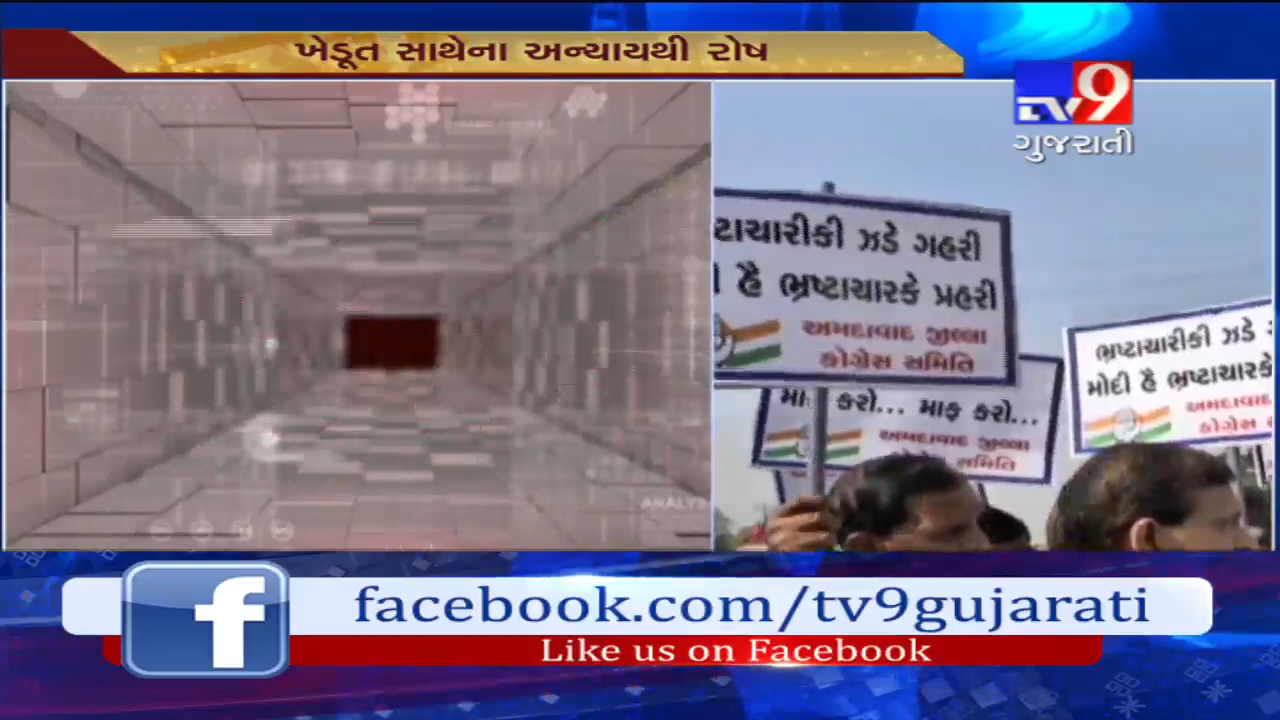 ખેડૂત સાથેના અન્યાયથી રોષ
TV9
ગુજરાતી
ષ્ટાચારીકી ઝડે ગહરી
હૈ ભ્રષ્ટાચારકે પ્રહરી
અમદાવાદ જીલ્લા
કોગ્રેસ સમિતિ
કરો... માફ કરો...
અમદાવાદ જીલ્લા
સમિતિ
ભ્રષ્ટાચારીકી ઝડે
મોદી હૈ ભ્રષ્ટાચારકે
અમદાવાદ
કોગ્રેસ
facebook.com/tv9gujarati
Like us on Facebook